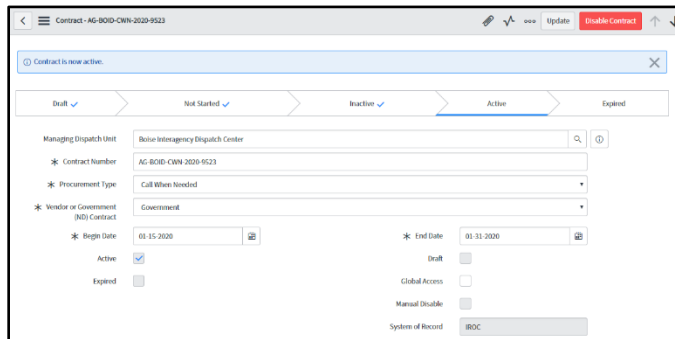 Contract - AG-BOID-CWN-2020-9523
Update
Disable Contract
Contract is now active.
Draft
Not Started
Inactive
Active
Expired
Managing Dispatch Unit
Boise Interagency Dispatch Center
Contract Number
AG-BOID-CWN-2020-9523
Procurement Type
Call When Needed
Vendor or Government
(ND) Contract
Government
Begin Date
01-15-2020
End Date
01-31-2020
Active
Draft
Expired
Global Access
Manual Disable
System of Record
IROC